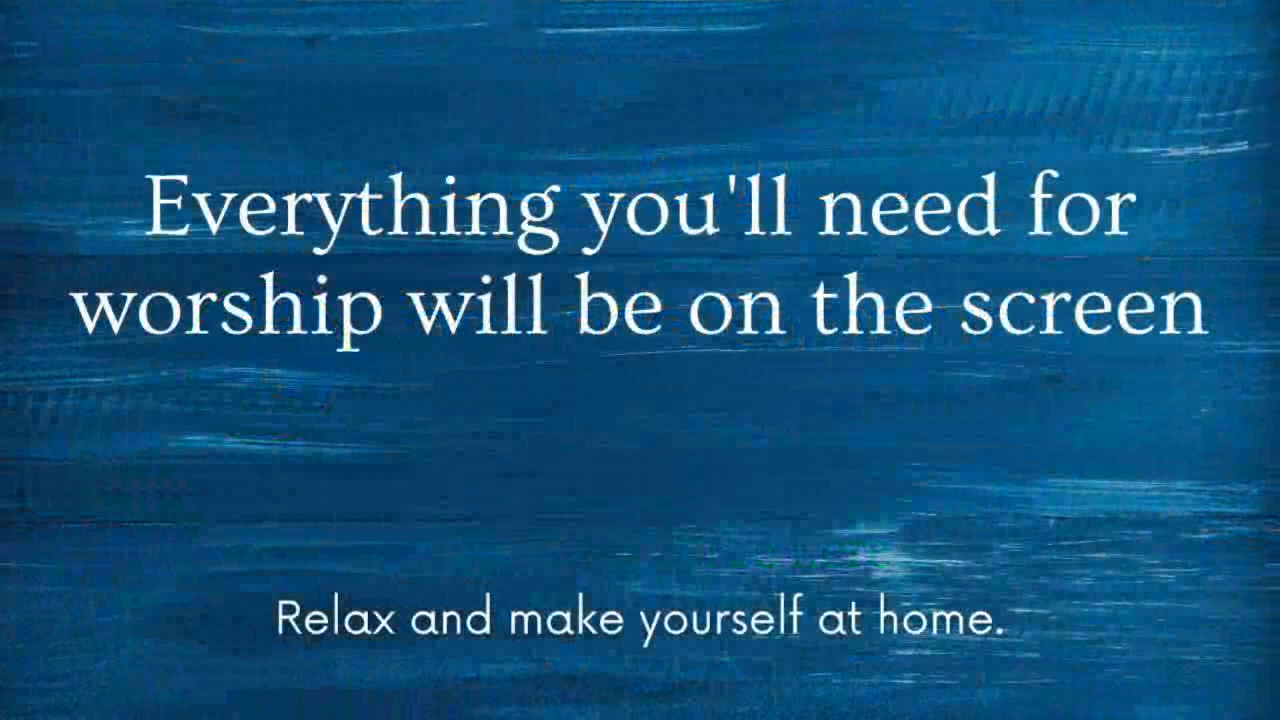 Everything you'll need for
worship will be on the screen
Relax and make yourself at home.